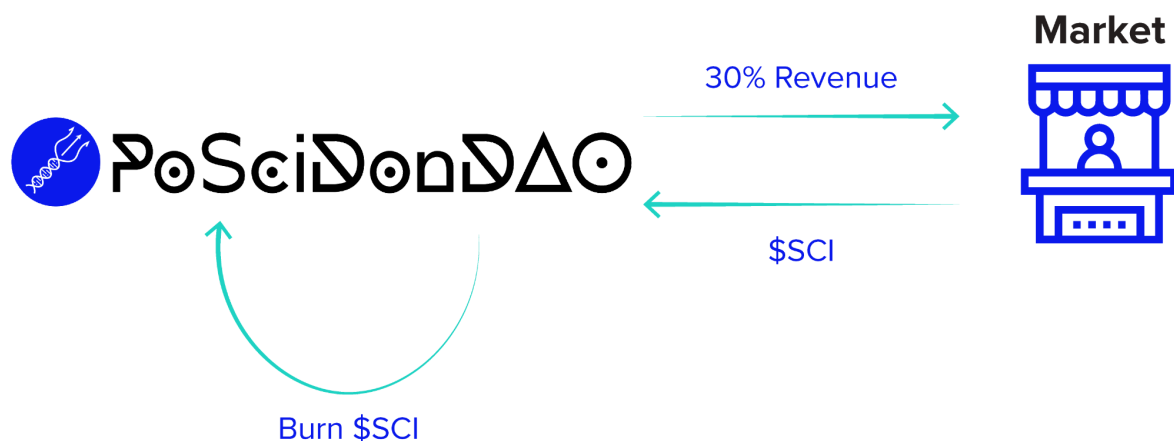 Market
30% Revenue
PoSciDonDAO
$SCI
Burn $SCI